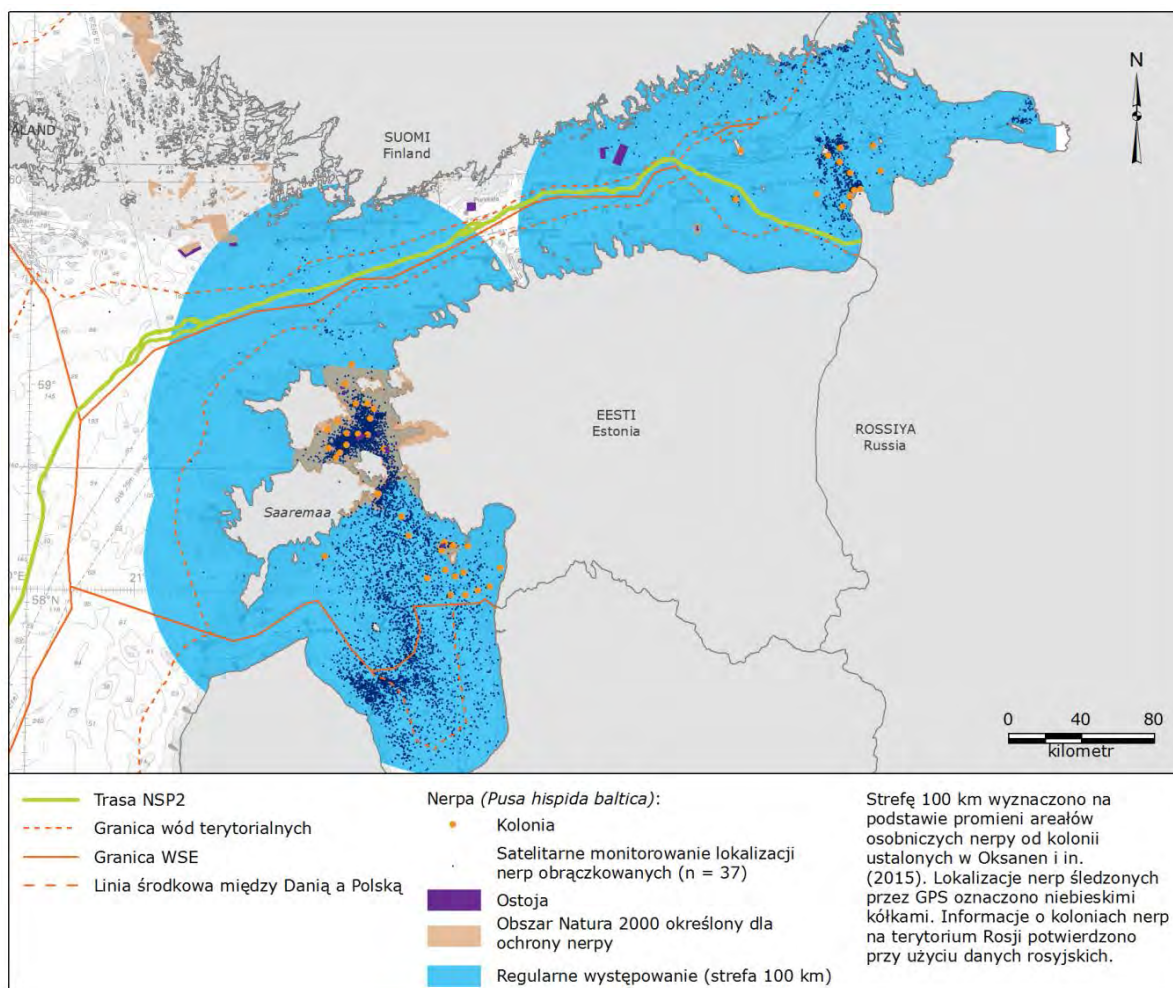 N
ÅLAND
SUOMI
Finland
60
59°
EESTI
Estonia
ROSSIYA
Russia
Saaremaa
21°
58°N
0 40 80
kilometr
Trasa NSP2
Granica wód terytorialnych
Granica WSE
Linia środkowa między Danią a Polską
Nerpa (Pusa hispida baltica):
Kolonia
Satelitarne monitorowanie lokalizacji
nerp obrączkowanych (n = 37)
Ostoja
Obszar Natura 2000 określony dla
ochrony nerpy
Regularne występowanie (strefa 100 km)
Strefę 100 km wyznaczono na
podstawie promieni areałów
osobniczych nerpy od kolonii
ustalonych w Oksanen i in.
(2015). Lokalizacje nerp śledzonych
przez GPS oznaczono niebieskimi
kółkami. Informacje o koloniach nerp
na terytorium Rosji potwierdzono
przy użyciu danych rosyjskich.